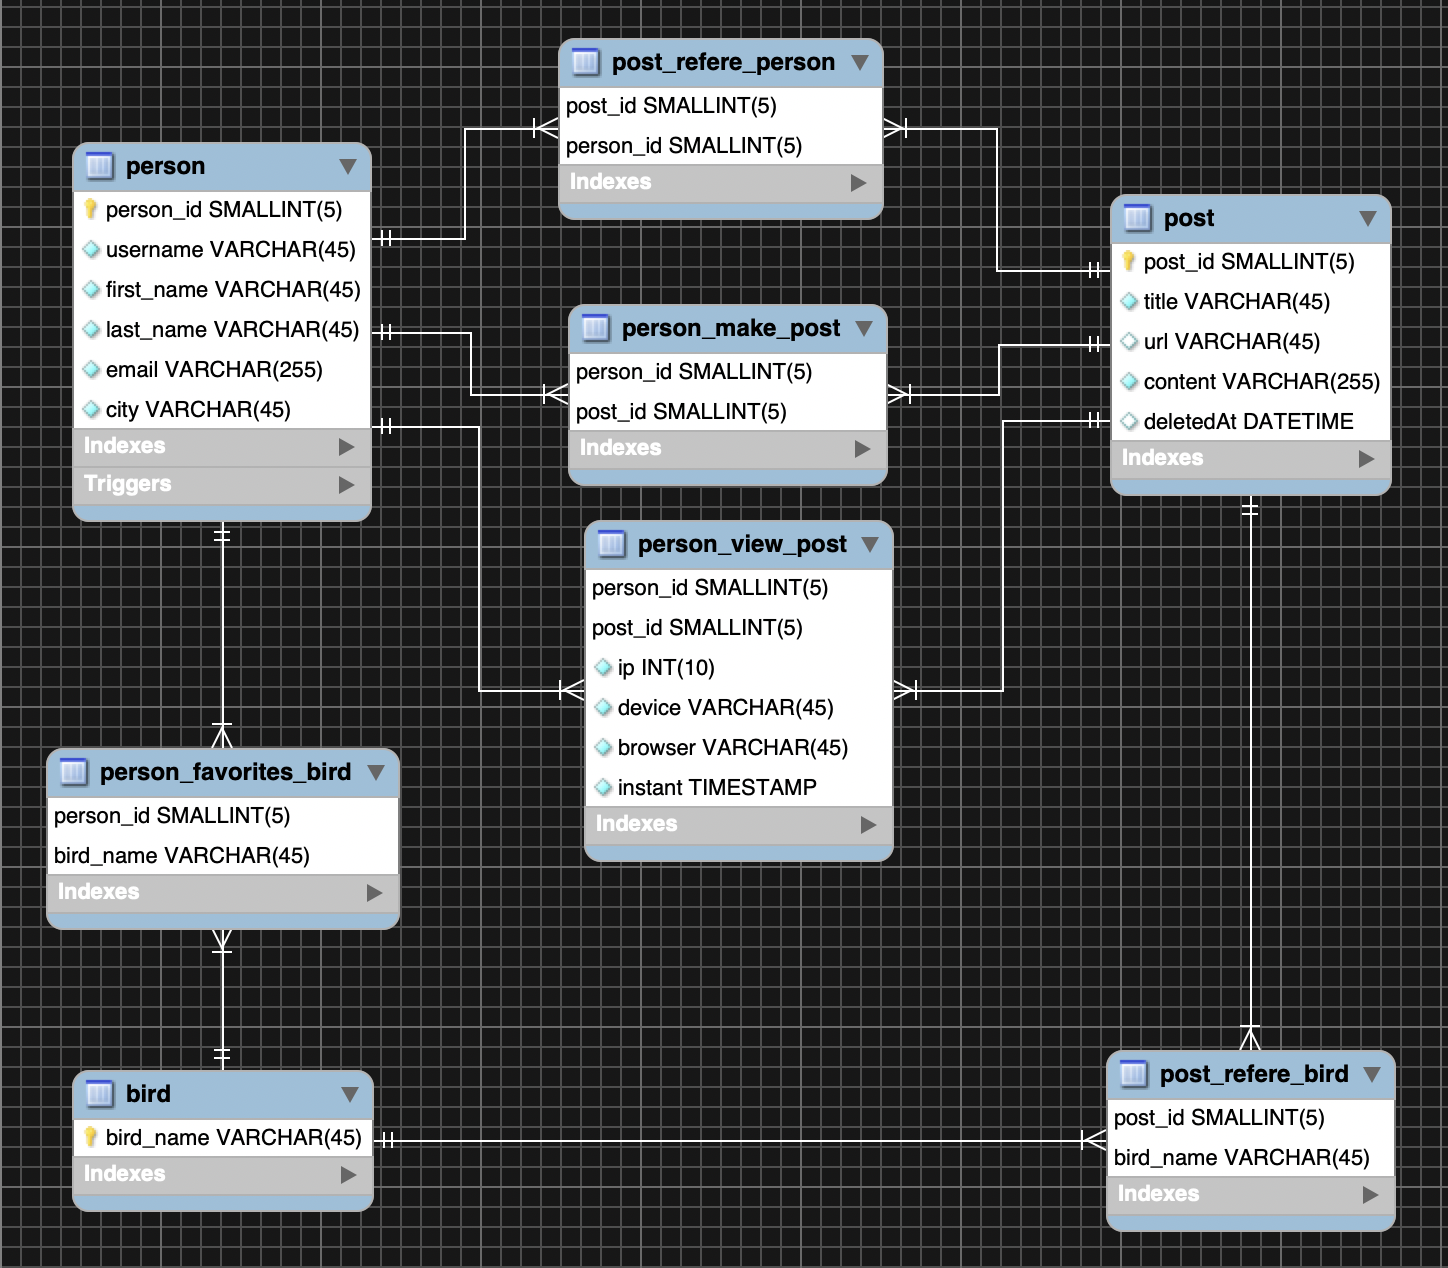 post_refere_person
post_id SMALLINT(5)
person_id SMALLINT(5)
Indexes
person
person_id SMALLINT(5)
username VARCHAR(45)
first_name VARCHAR(45)
last_name VARCHAR(45)
email VARCHAR(255)
city VARCHAR(45)
Indexes
Triggers
post
post_id SMALLINT(5)
title VARCHAR(45)
url VARCHAR(45)
content VARCHAR(255)
deletedAt DATETIME
Indexes
person_make_post
person_id SMALLINT(5)
post_id SMALLINT(5)
Indexes
person_view_post
person_id SMALLINT(5)
post_id SMALLINT(5)
ip INT(10)
device VARCHAR(45)
browser VARCHAR(45)
instant TIMESTAMP
Indexes
person_favorites_bird
person_id SMALLINT(5)
bird_name VARCHAR(45)
Indexes
bird
bird_name VARCHAR(45)
Indexes
post_refere_bird
post_id SMALLINT(5)
bird_name VARCHAR(45)
Indexes